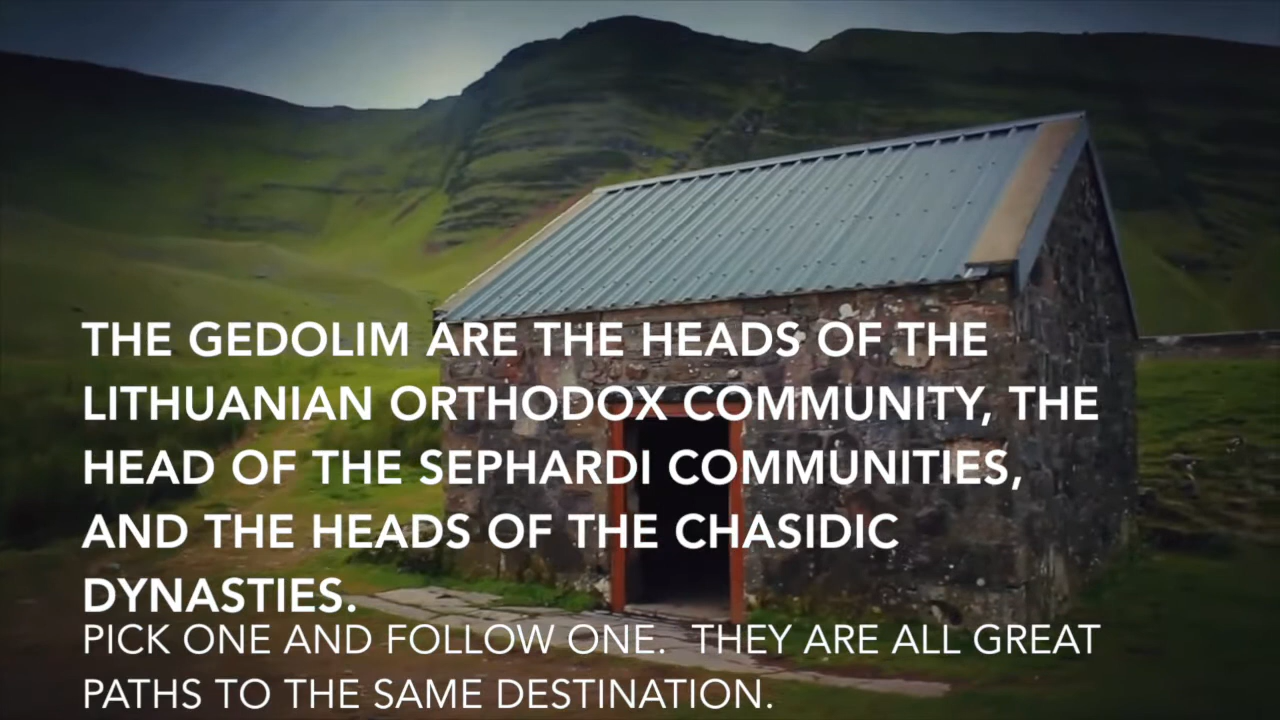 THE GEDOLIM ARE THE HEADS OF THE
LITHUANIAN ORTHODOX COMMUNITY, THE
HEAD OF THE SEPHARDI COMMUNITIES,
AND THE HEADS OF THE CHASIDIC
DYNASTIES.
PICK ONE AND FOLLOW ONE.  THEY ARE ALL GREAT
PATHS TO THE SAME DESTINATION.